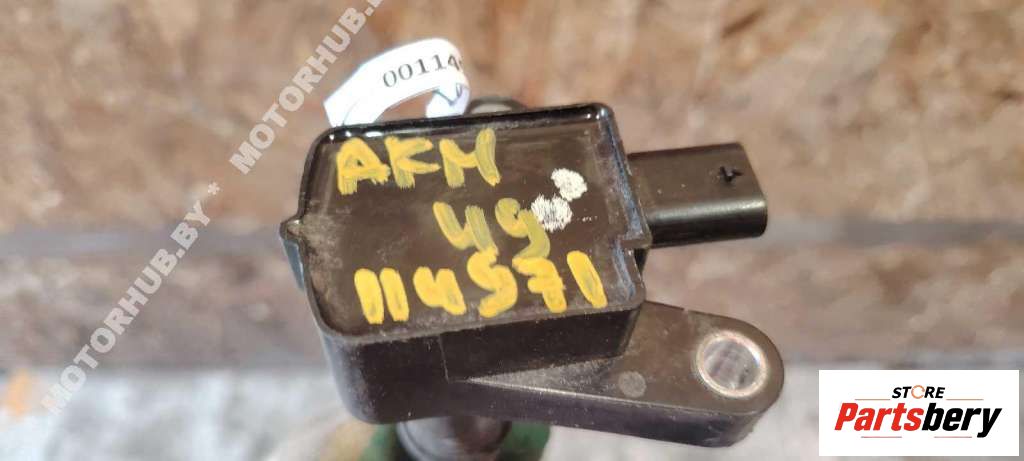 MOTORHUB.BY * MOTORHUB.BY
00114
AKM
49
114571
STORE
Partsbery